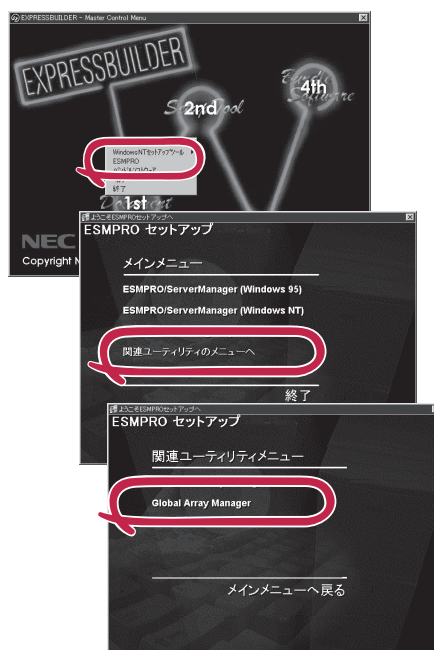 EXPRESSBUILDER - Master Control Menu
EXPRESSBUILDER
4th
2nd
WindowsNTセットアップツール
ESMPRO
終了
1st
NEC
Copyright N
ようこそESMPROセットアップへ
ESMPRO セットアップ
メインメニュー
ESMPRO/ServerManager (Windows 95)
ESMPRO/ServerManager (Windows NT)
関連ユーティリティのメニューへ
終了
ようこそESMPROセットアップへ
ESMPRO セットアップ
関連ユーティリティメニュー
Global Array Manager
メインメニューへ戻る